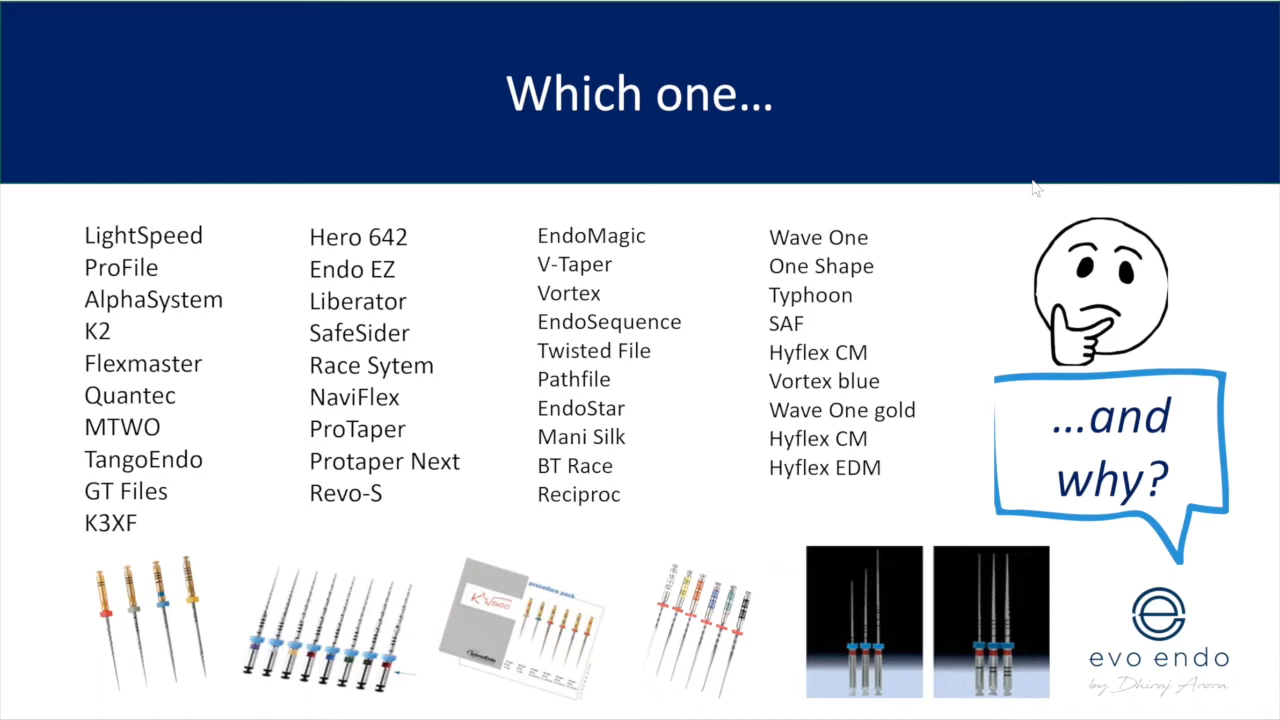 Which one...
LightSpeed
ProFile
AlphaSystem
K2
Flexmaster
Quantec
MTWO
TangoEndo
GT Files
K3XF
Hero 642
Endo EZ
Liberator
SafeSider
Race Sytem
NaviFlex
ProTaper
Protaper Next
Revo-S
EndoMagic
V-Taper
Vortex
EndoSequence
Twisted File
Pathfile
EndoStar
Mani Silk
BT Race
Reciproc
Wave One
One Shape
Typhoon
SAF
Hyflex CM
Vortex blue
Wave One gold
Hyflex CM
Hyflex EDM
...and
why?
procedure pack
evo endo
by Dhiraj Arora